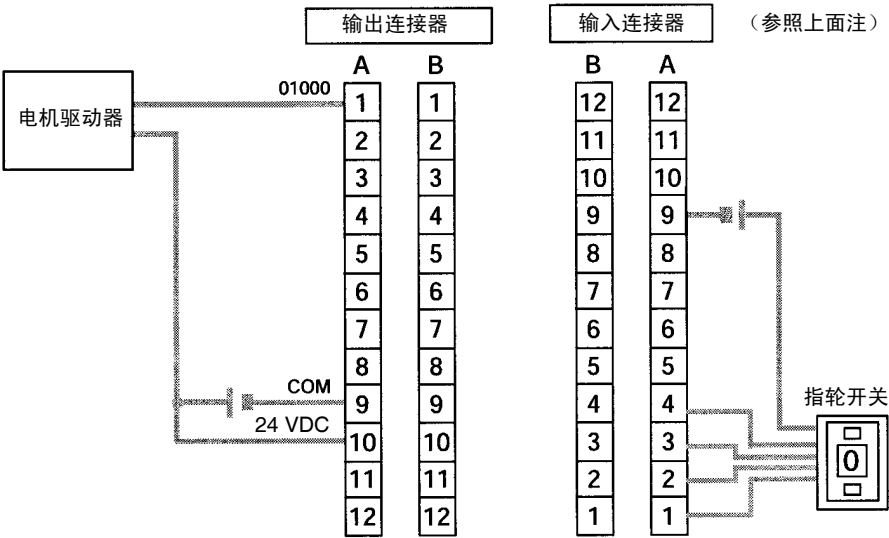 输出连接器 输入连接器 （参照上面注）
A B B A
电机驱动器
01000
1 1 12 12
2 2 11 11
3 3 10 10
4 4 9 9
5 5 8 8
6 6 7 7
7 7 6 6
8 8 5 5
COM
9 9 4 4
指轮开关
24 VDC
10 10 3 3
0
11 11 2 2
12 12 1 1